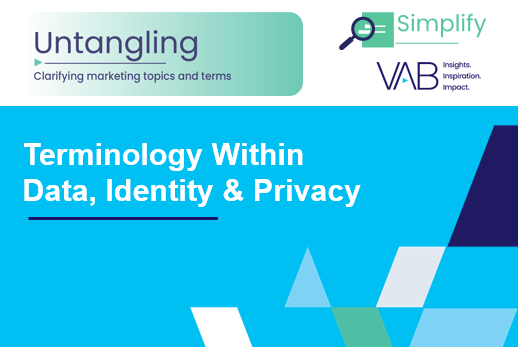 Untangling
Clarifying marketing topics and terms
Simplify
VAB
Insights.
Inspiration.
Impact.
Terminology Within
Data, Identity & Privacy